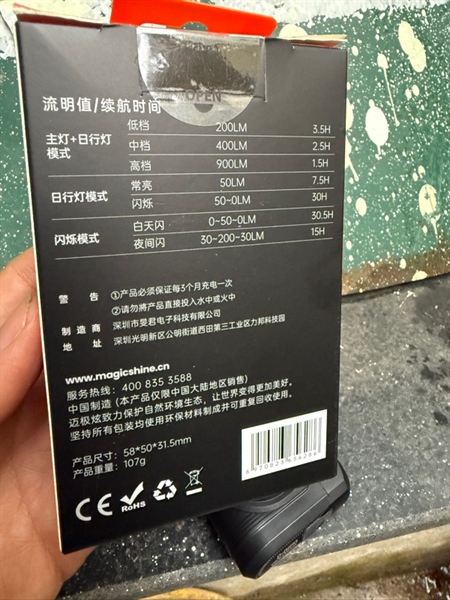 OPEN
流明值/续航时间
主灯+日行灯模式 低档 200LM 3.5H
中档 400LM 2.5H
高档 900LM 1.5H
日行灯模式 常亮 50LM 7.5H
闪烁 50~0LM 30H
闪烁模式 白天闪 0~50~0LM 30.5H
夜间闪 30~200~30LM 15H
警 告 ①产品必须保证每3个月充电一次
②请勿將产品直接投入水中或火中
制造商 深圳市旻君电子科技有限公司
地 址 深圳光明新区公明街道西田第三工业区力邦科技园
www.magicshine.cn
服务热线：400 835 3588
中国制造 (本产品仅限中国大陆地区销售)
迈极炫致力保护自然环境生态，让世界变得更加美好。
坚持所有包装均使用环保材料制成并可重复回收使用。
产品尺寸：58*50*31.5mm
产品重量：107g
CE
RoHS